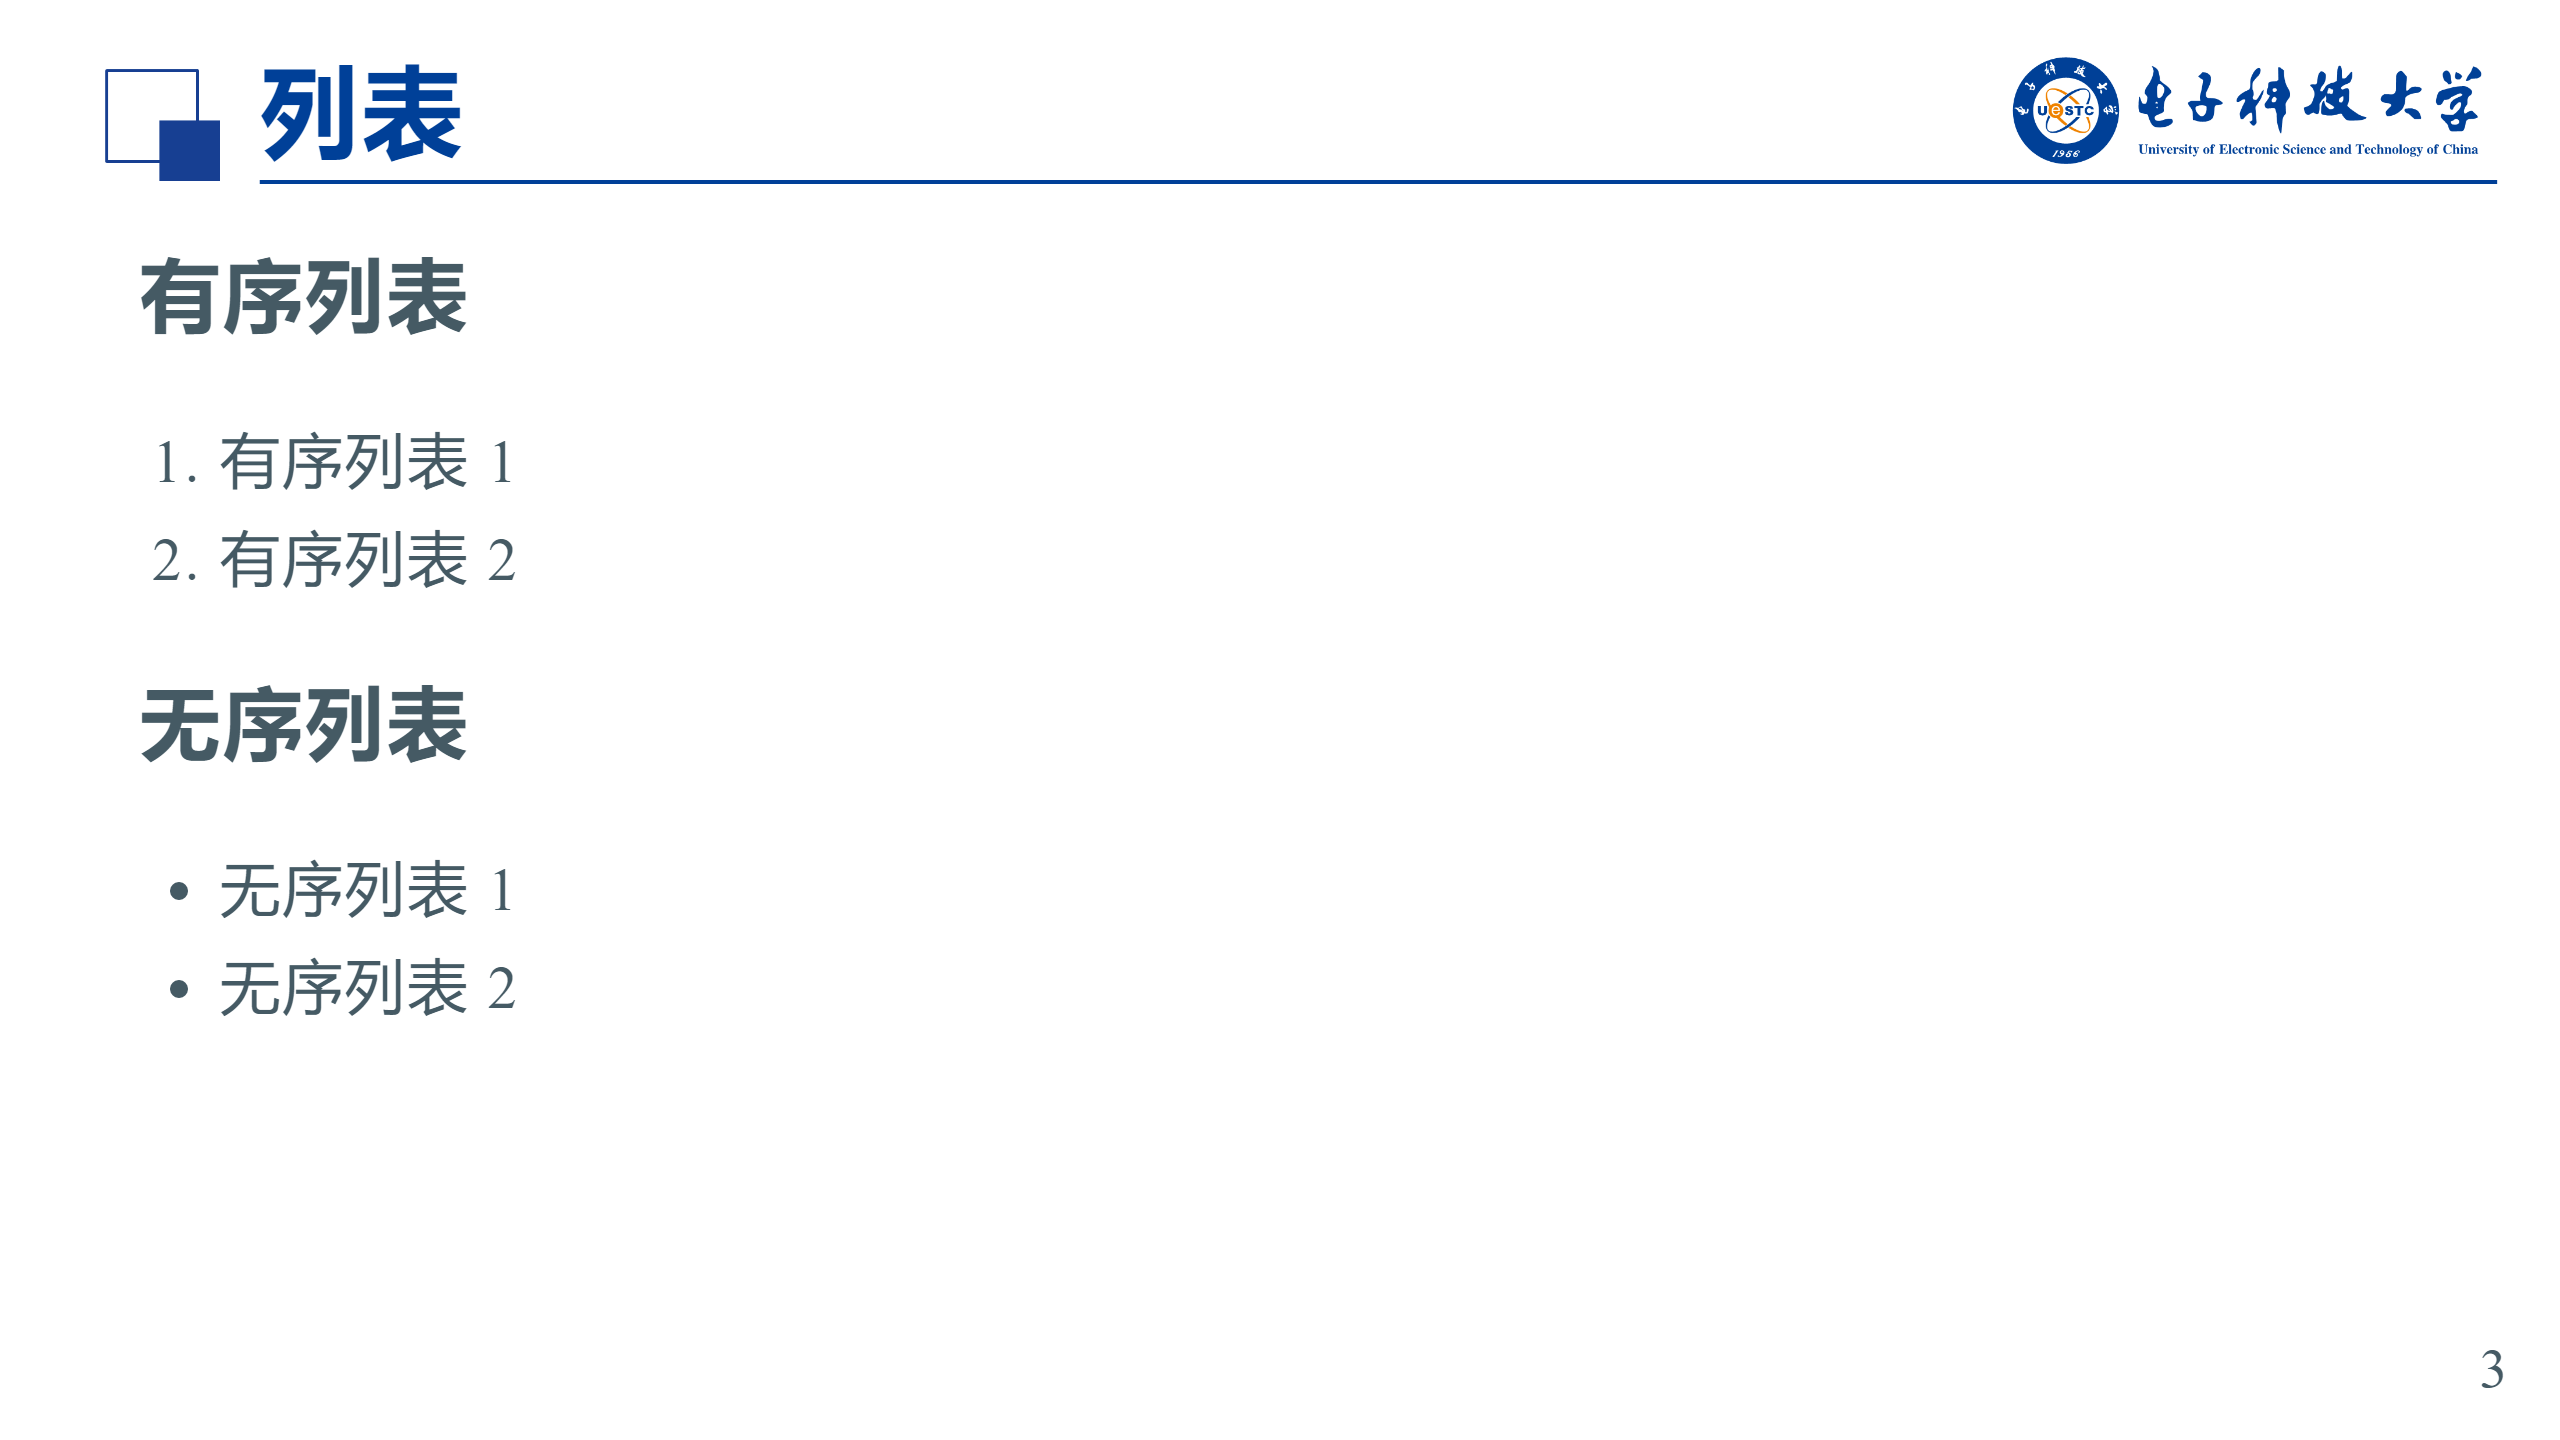 列表
电子科技大学
UeSTC
1956
University of Electronic Science and Technology of China
有序列表
1. 有序列表 1
2. 有序列表 2
无序列表
• 无序列表 1
• 无序列表 2
3